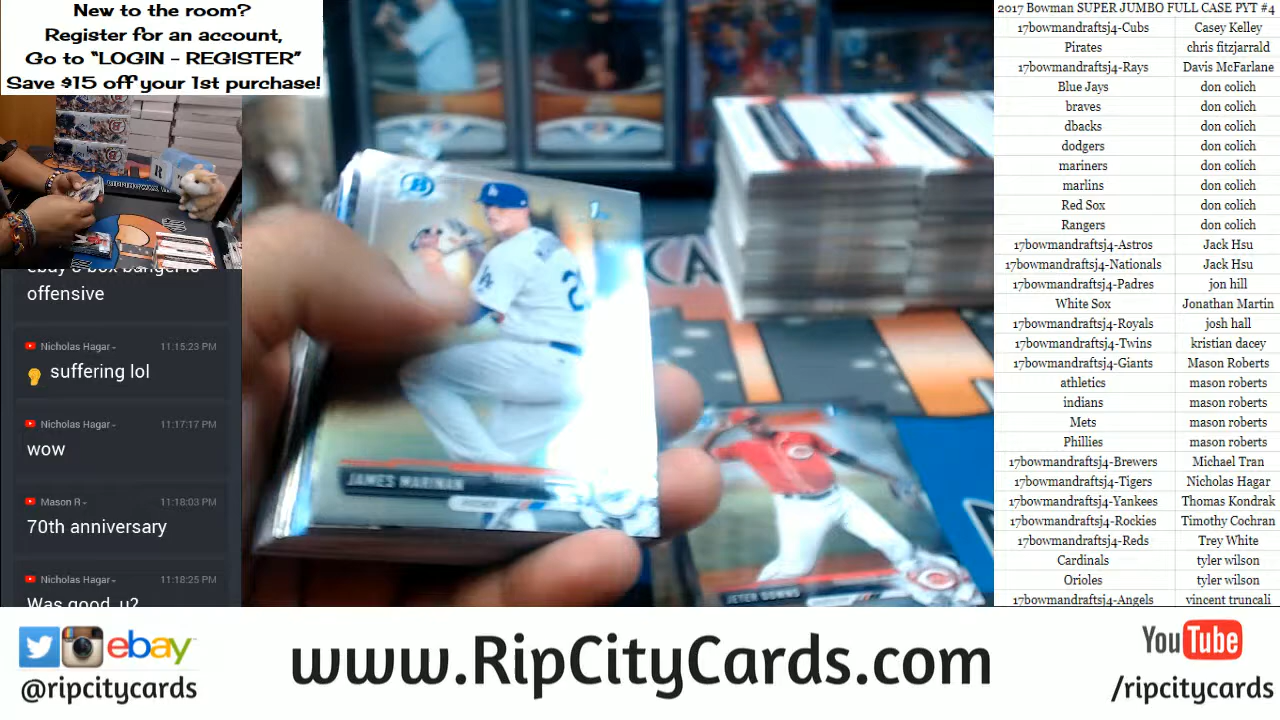 New to the room?
Register for an account,
Go to “LOGIN - REGISTER”
Save $15 off your 1st purchase!
offensive
Nicholas Hagar
11:15:23 PM
suffering lol
Nicholas Hagar
11:17:17 PM
wow
Mason R
11:18:03 PM
70th anniversary
Nicholas Hagar
11:18:25 PM
Was good, u?
JAMES MARINAN
JETER DOWNS
2017 Bowman SUPER JUMBO FULL CASE PYT #4
17bowmandraftsj4-Cubs Casey Kelley
Pirates chris fitzjarrald
17bowmandraftsj4-Rays Davis McFarlane
Blue Jays don colich
braves don colich
dbacks don colich
dodgers don colich
mariners don colich
marlins don colich
Red Sox don colich
Rangers don colich
17bowmandraftsj4-Astros Jack Hsu
17bowmandraftsj4-Nationals Jack Hsu
17bowmandraftsj4-Padres jon hill
White Sox Jonathan Martin
17bowmandraftsj4-Royals josh hall
17bowmandraftsj4-Twins kristian dacey
17bowmandraftsj4-Giants Mason Roberts
athletics mason roberts
indians mason roberts
Mets mason roberts
Phillies mason roberts
17bowmandraftsj4-Brewers Michael Tran
17bowmandraftsj4-Tigers Nicholas Hagar
17bowmandraftsj4-Yankees Thomas Kondrak
17bowmandraftsj4-Rockies Timothy Cochran
17bowmandraftsj4-Reds Trey White
Cardinals tyler wilson
Orioles tyler wilson
17bowmandraftsj4-Angels vincent truncali
ebay
@ripcitycards
www.RipCityCards.com
YouTube
/ripcitycards